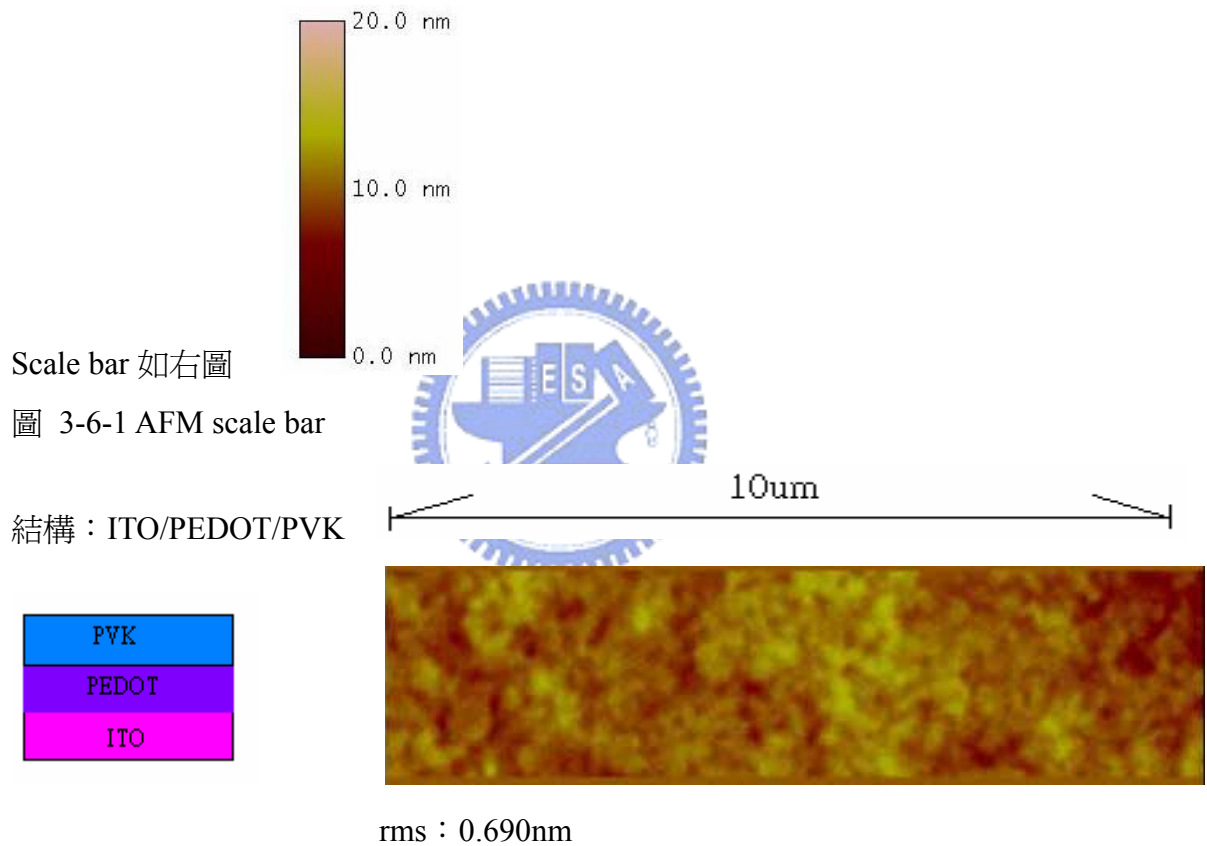 20.0 nm
10.0 nm
0.0 nm
Scale bar 如右圖
圖 3-6-1 AFM scale bar
E S A
10um
結構：ITO/PEDOT/PVK
PVK
PEDOT
ITO
rms：0.690nm